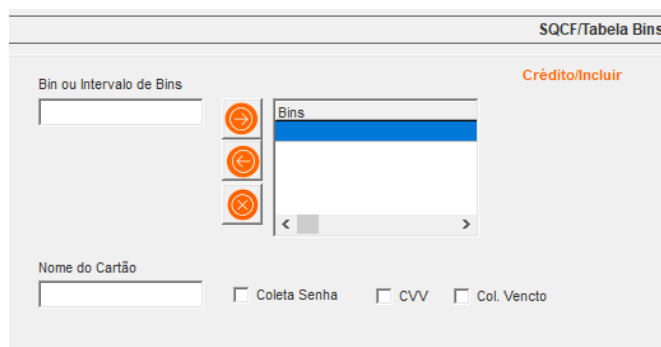 SQCF/Tabela Bins
Crédito/Incluir
Bin ou Intervalo de Bins
Bins
Nome do Cartão
Coleta Senha
CVV
Col. Vencto